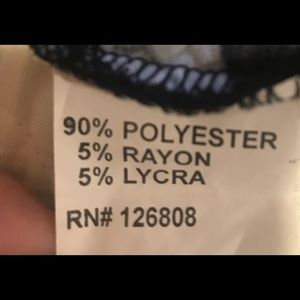 90% POLYESTER
5% RAYON
5% LYCRA
RN# 126808